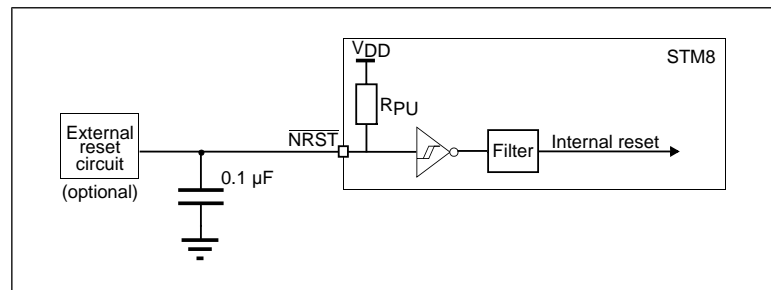 VDD
STM8
RPU
External
reset
circuit
(optional)
NRST
Filter
Internal reset
0.1 µF